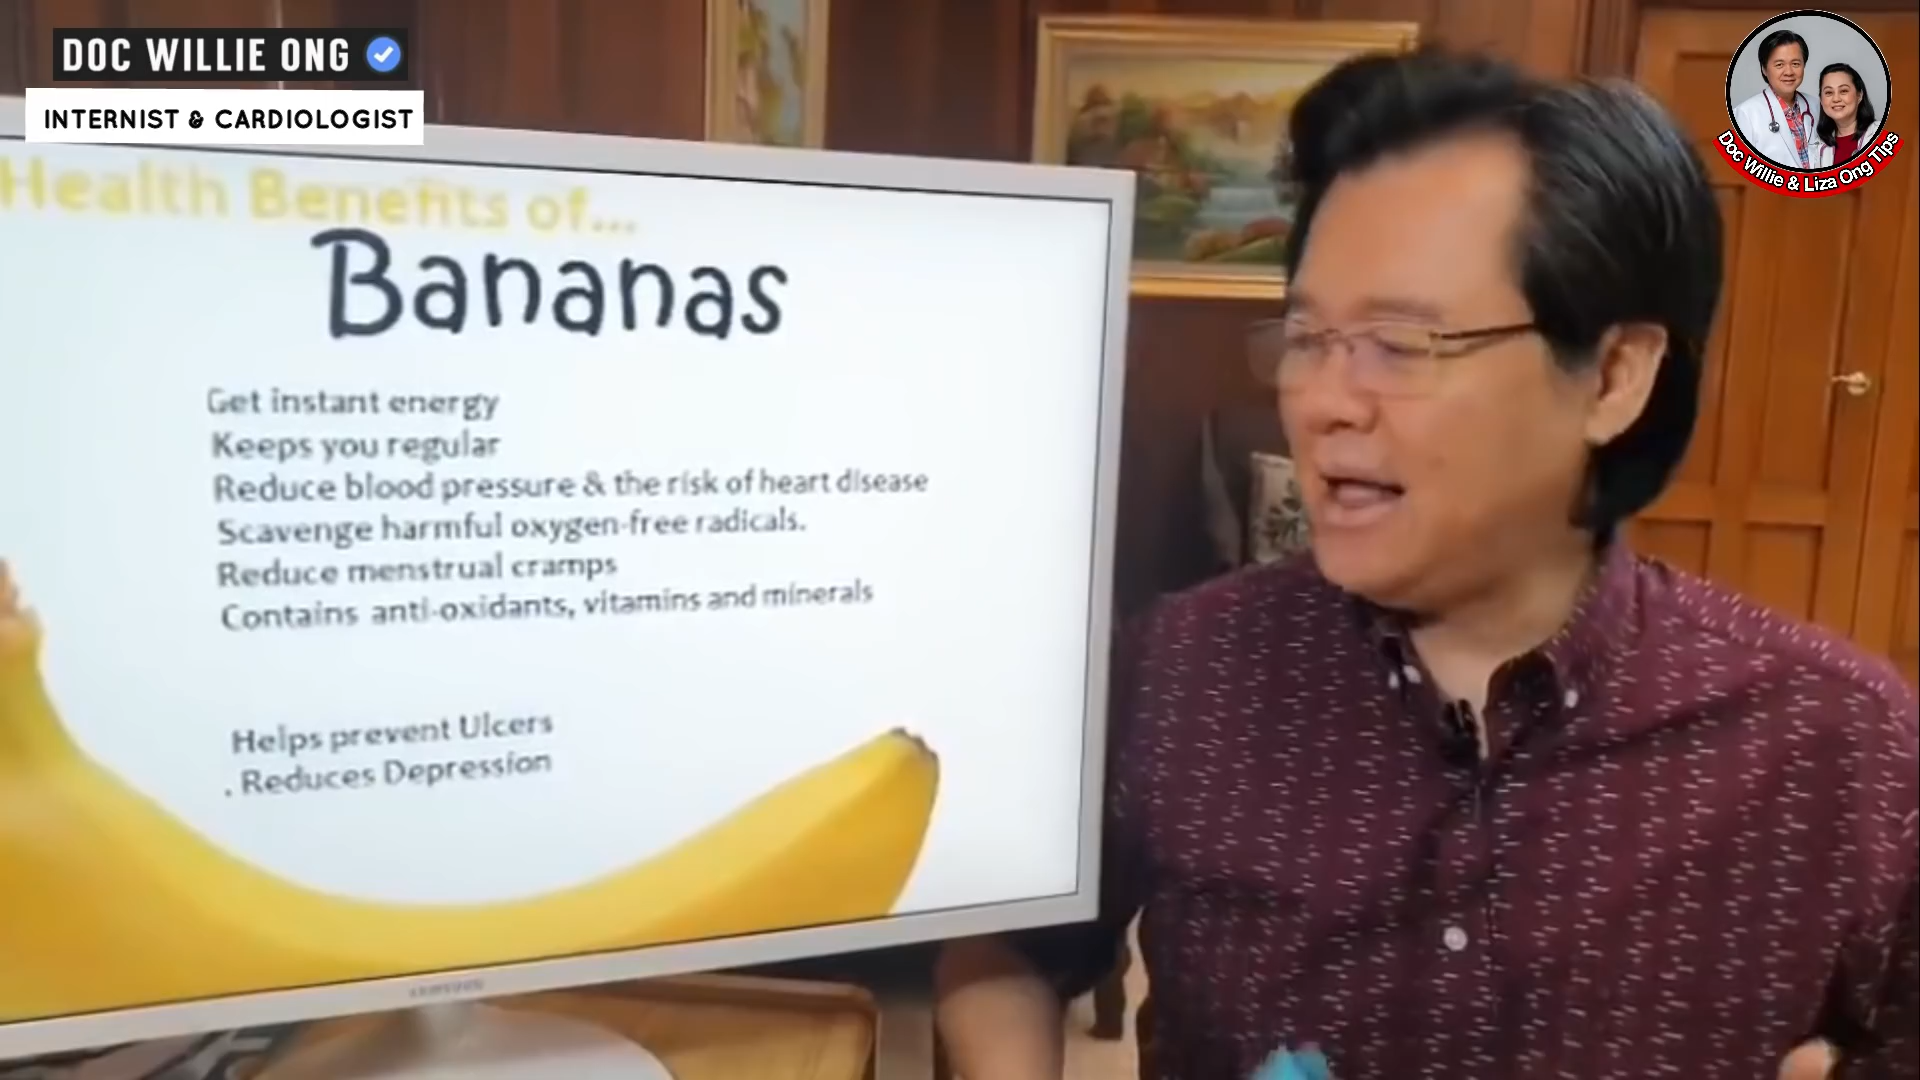 DOC WILLIE ONG
INTERNIST & CARDIOLOGIST
Doc Willie & Liza Ong Tips
Health Benefits of...
Bananas
Get instant energy
Keeps you regular
Reduce blood pressure & the risk of heart disease
Scavenge harmful oxygen-free radicals.
Reduce menstrual cramps
Contains anti-oxidants, vitamins and minerals
Helps prevent Ulcers
. Reduces Depression
SAMSUNG